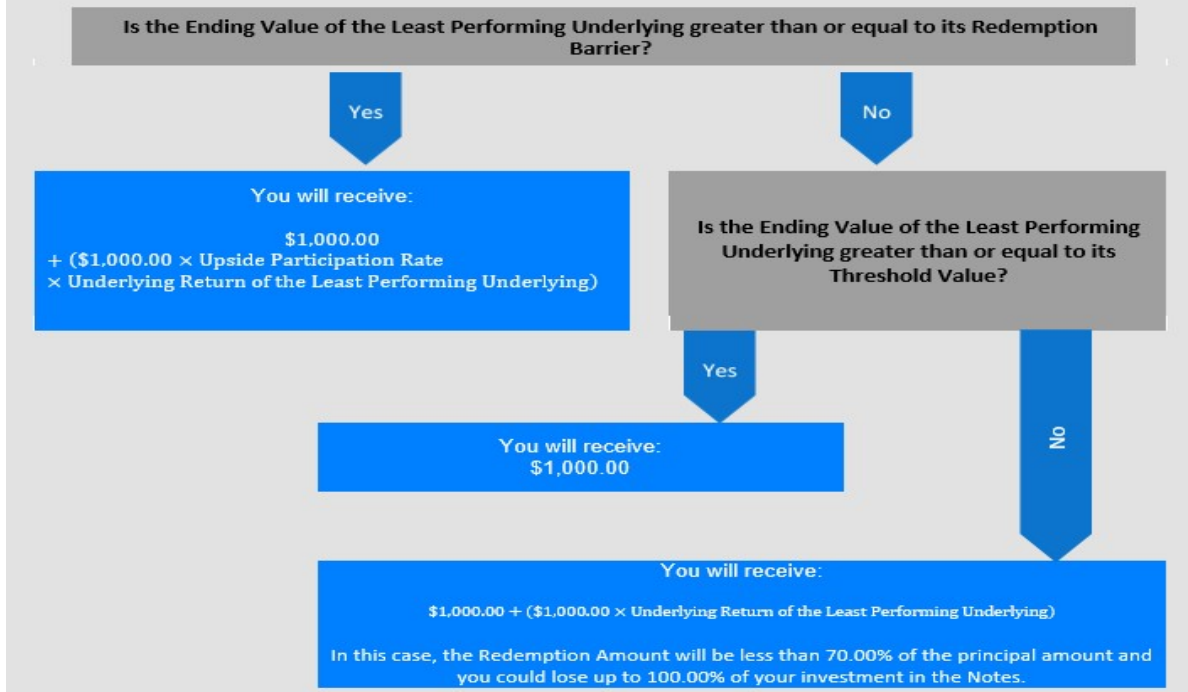 Is the Ending Value of the Least Performing Underlying greater than or equal to its Redemption
Barrier?
Yes
No
You will receive:
$1,000.00
+ ($1,000.00 × Upside Participation Rate
× Underlying Return of the Least Performing Underlying)
Is the Ending Value of the Least Performing
Underlying greater than or equal to its
Threshold Value?
Yes
No
You will receive:
$1,000.00
You will receive:
$1,000.00 + ($1,000.00 × Underlying Return of the Least Performing Underlying)
In this case, the Redemption Amount will be less than 70.00% of the principal amount and
you could lose up to 100.00% of your investment in the Notes.